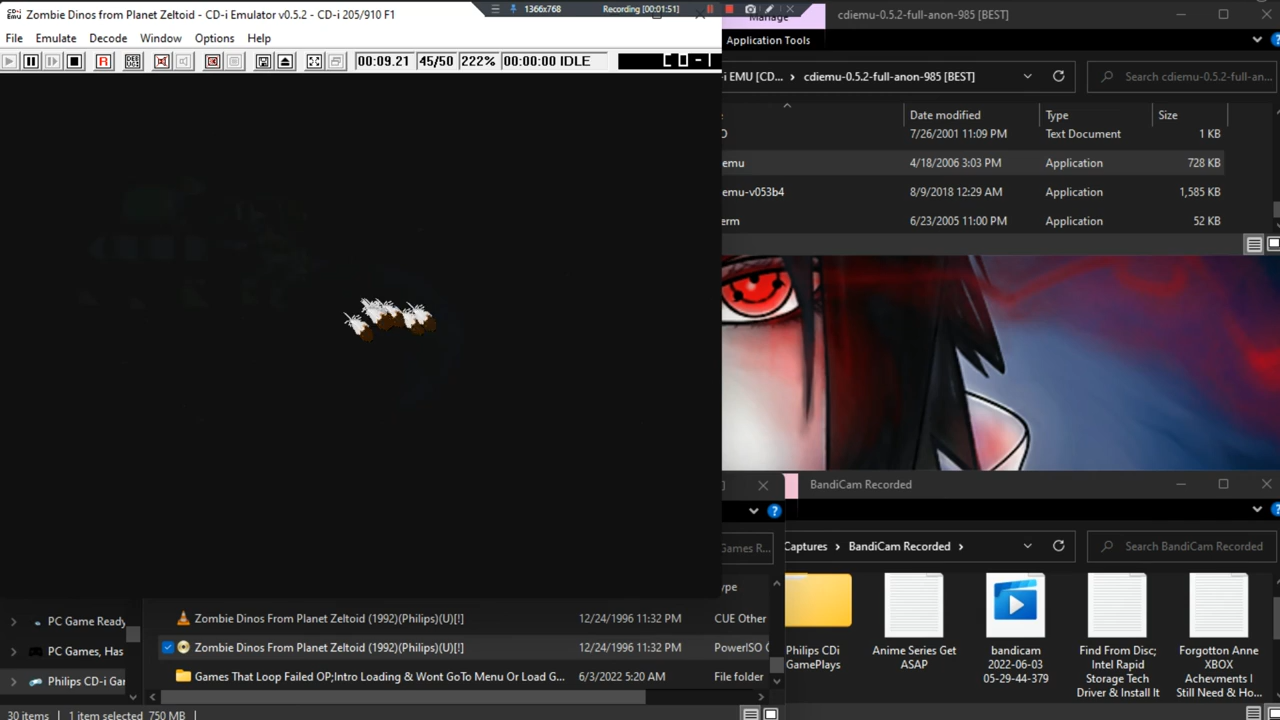 Zombie Dinos from Planet Zeltoid - CD-i Emulator v0.5.2 - CD-i 205/910 F1
1366x768
Recording [00:01:51]
Manage
cdiemu-0.5.2-full-anon-985 [BEST]
File Emulate Decode Window Options Help
Application Tools
R
DEBUG
00:09.21 45/50 222% 00:00:00 IDLE
CD-I
-i EMU [CD... > cdiemu-0.5.2-full-anon-985 [BEST]
Search cdiemu-0.5.2-full-an...
Date modified Type Size
O 7/26/2001 11:09 PM Text Document 1 KB
emu 4/18/2006 3:03 PM Application 728 KB
emu-v053b4 8/9/2018 12:29 AM Application 1,585 KB
erm 6/23/2005 11:00 PM Application 52 KB
BandiCam Recorded
Games R...
Captures > BandiCam Recorded >
Search BandiCam Recorded
ype
PC Game Ready
Zombie Dinos From Planet Zeltoid (1992)(Philips)(U)[!] 12/24/1996 11:32 PM CUE Other
PC Games, Has
Zombie Dinos From Planet Zeltoid (1992)(Philips)(U)[!] 12/24/1996 11:32 PM PowerISO
Philips CD-i Gar
Games That Loop Failed OP;Intro Loading & Wont GoTo Menu Or Load G... 6/3/2022 5:20 AM File folder
Philips CDi GamePlays
Anime Series Get ASAP
bandicam 2022-06-03 05-29-44-379
Find From Disc; Intel Rapid Storage Tech Driver & Install It
Forgotton Anne XBOX Achevments I Still Need & Ho...
30 items 1 item selected 750 MB